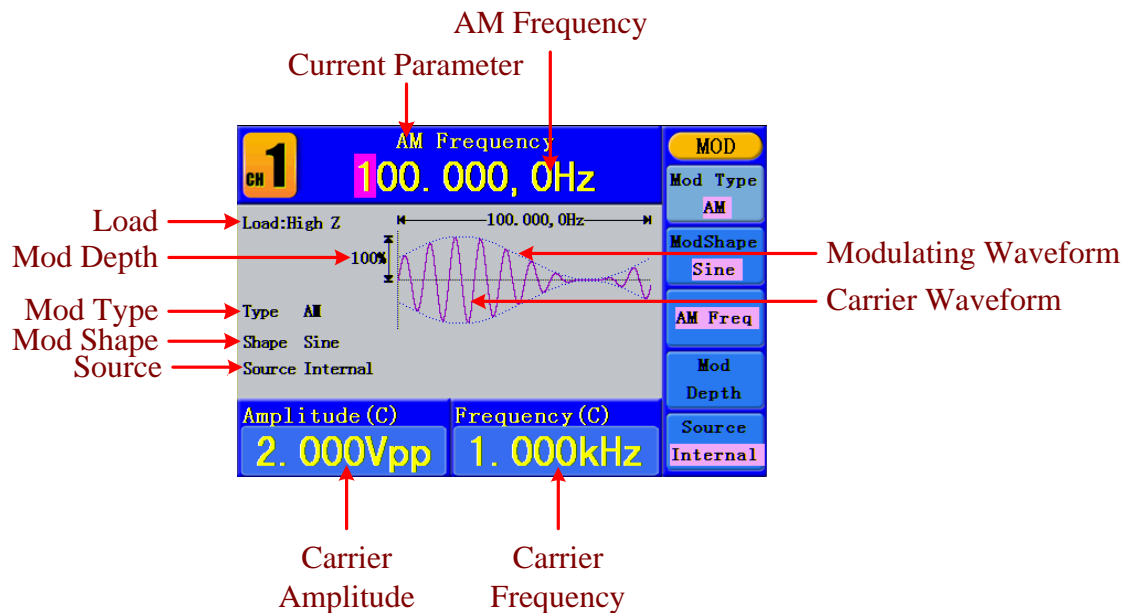 AM Frequency
Current Parameter
CH 1
AM Frequency
100.000,0Hz
MOD
Mod Type
AM
ModShape
Sine
AM Freq
Mod
Depth
Source
Internal
Load
Load:High Z
100.000,0Hz
Mod Depth
100%
Modulating Waveform
Carrier Waveform
Mod Type
Type AM
Mod Shape
Shape Sine
Source
Source Internal
Amplitude(C)
2.000Vpp
Frequency(C)
1.000kHz
Carrier
Amplitude
Carrier
Frequency